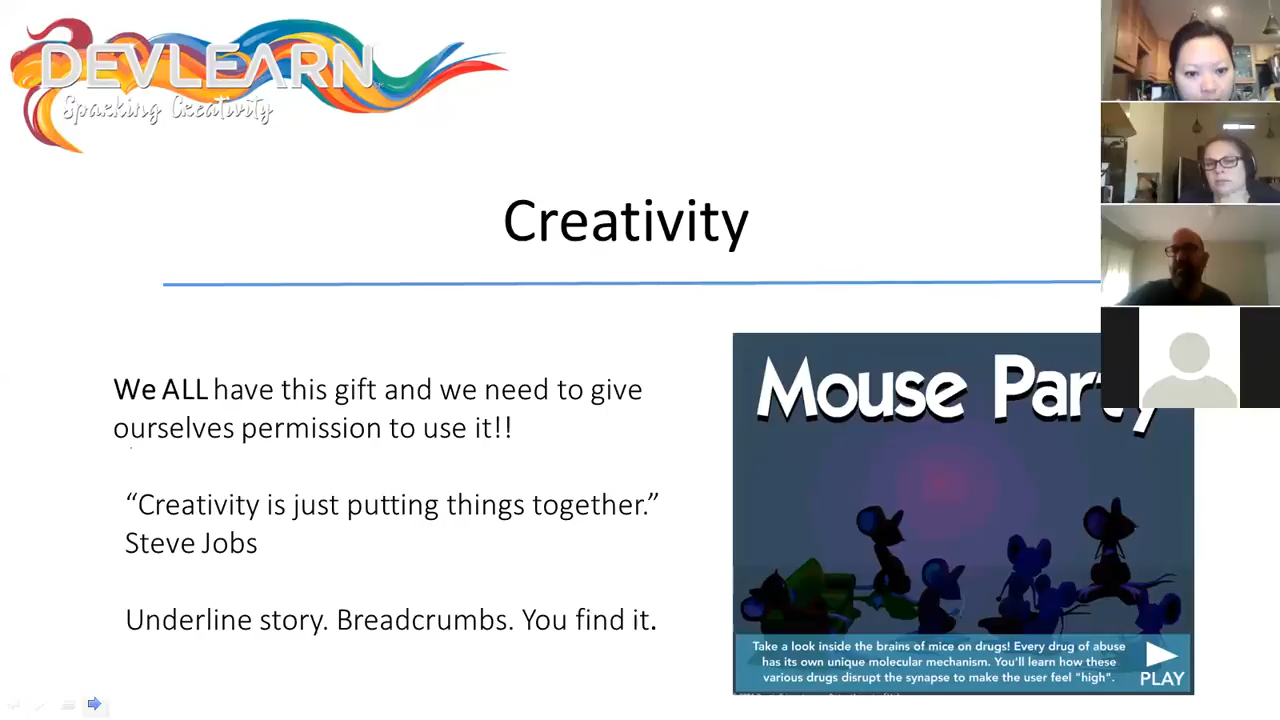 DEVLEARN
Sparking Creativity
Creativity
We ALL have this gift and we need to give
ourselves permission to use it!!
“Creativity is just putting things together.”
Steve Jobs
Underline story. Breadcrumbs. You find it.
Mouse Party
Take a look inside the brains of mice on drugs! Every drug of abuse
has its own unique molecular mechanism. You'll learn how these
various drugs disrupt the synapse to make the user feel "high".
PLAY